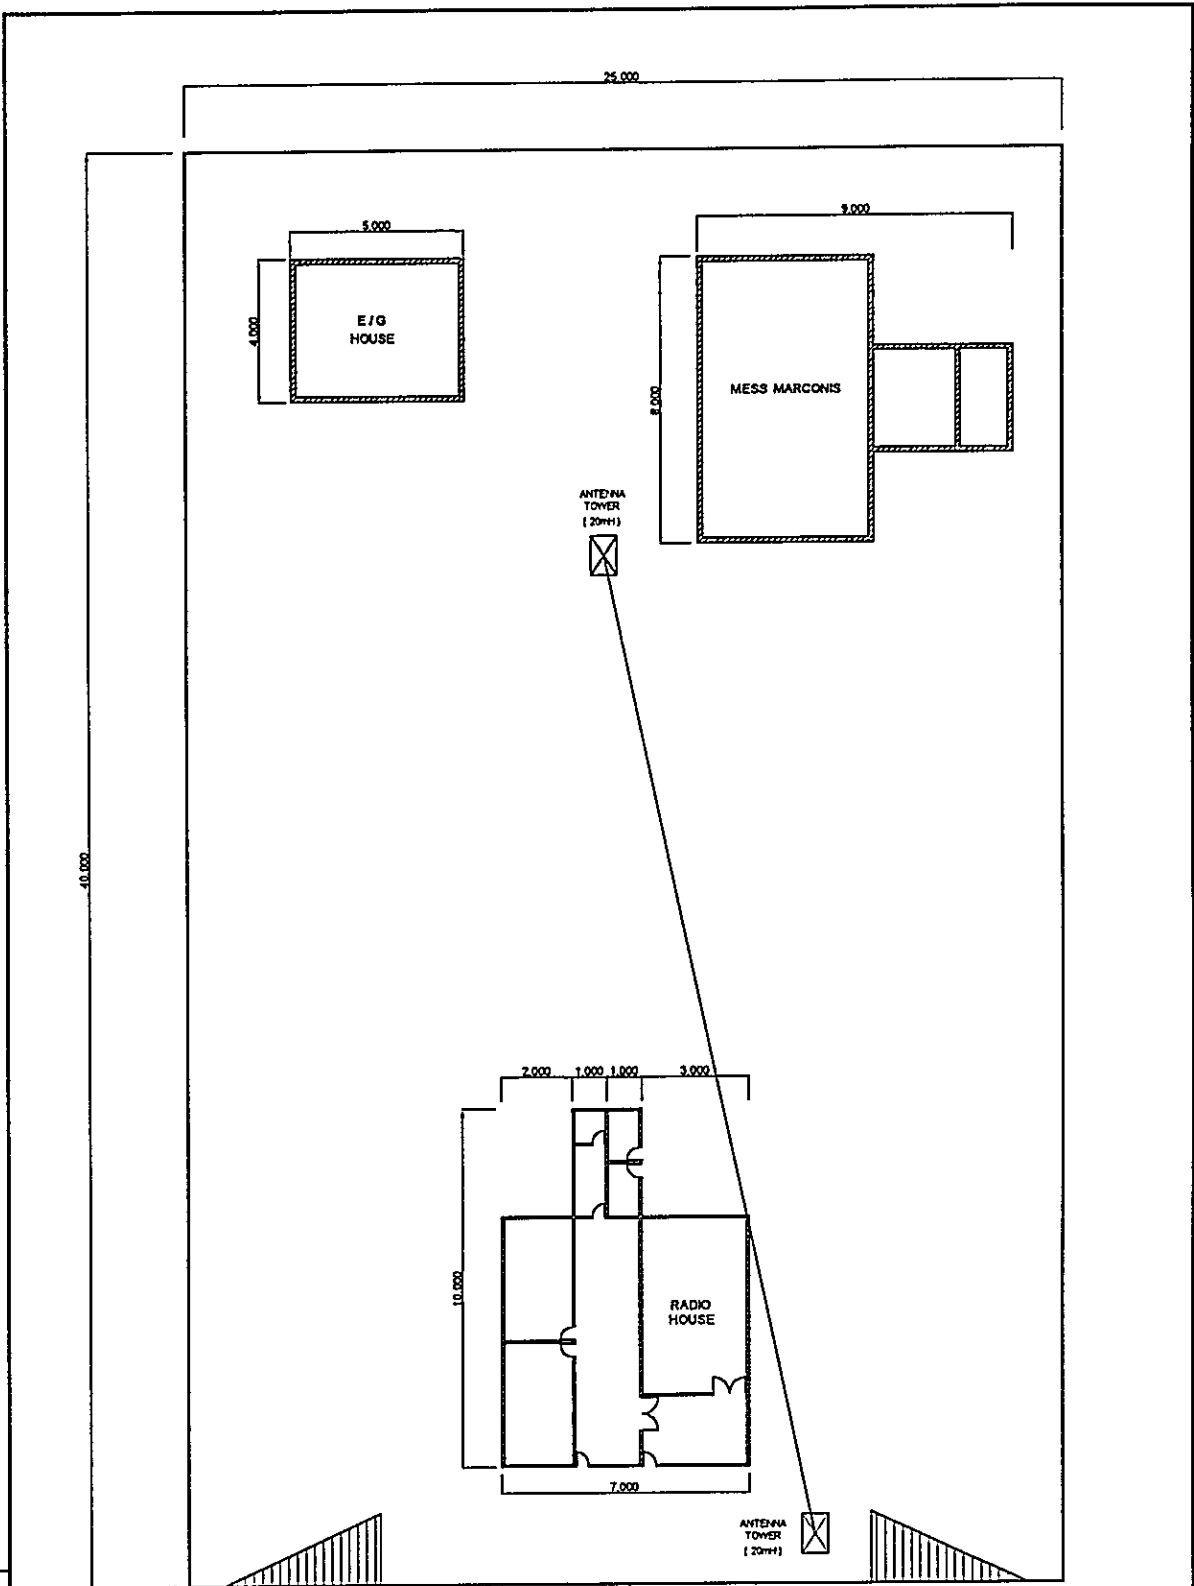 25.000
5.000
9.000
4.000
E / G
HOUSE
8.000
MESS MARCONIS
ANTENNA
TOWER
( 20mH )
40.000
2.000 1.000 1.000 3.000
10.000
RADIO
HOUSE
7.000
ANTENNA
TOWER
( 20mH )